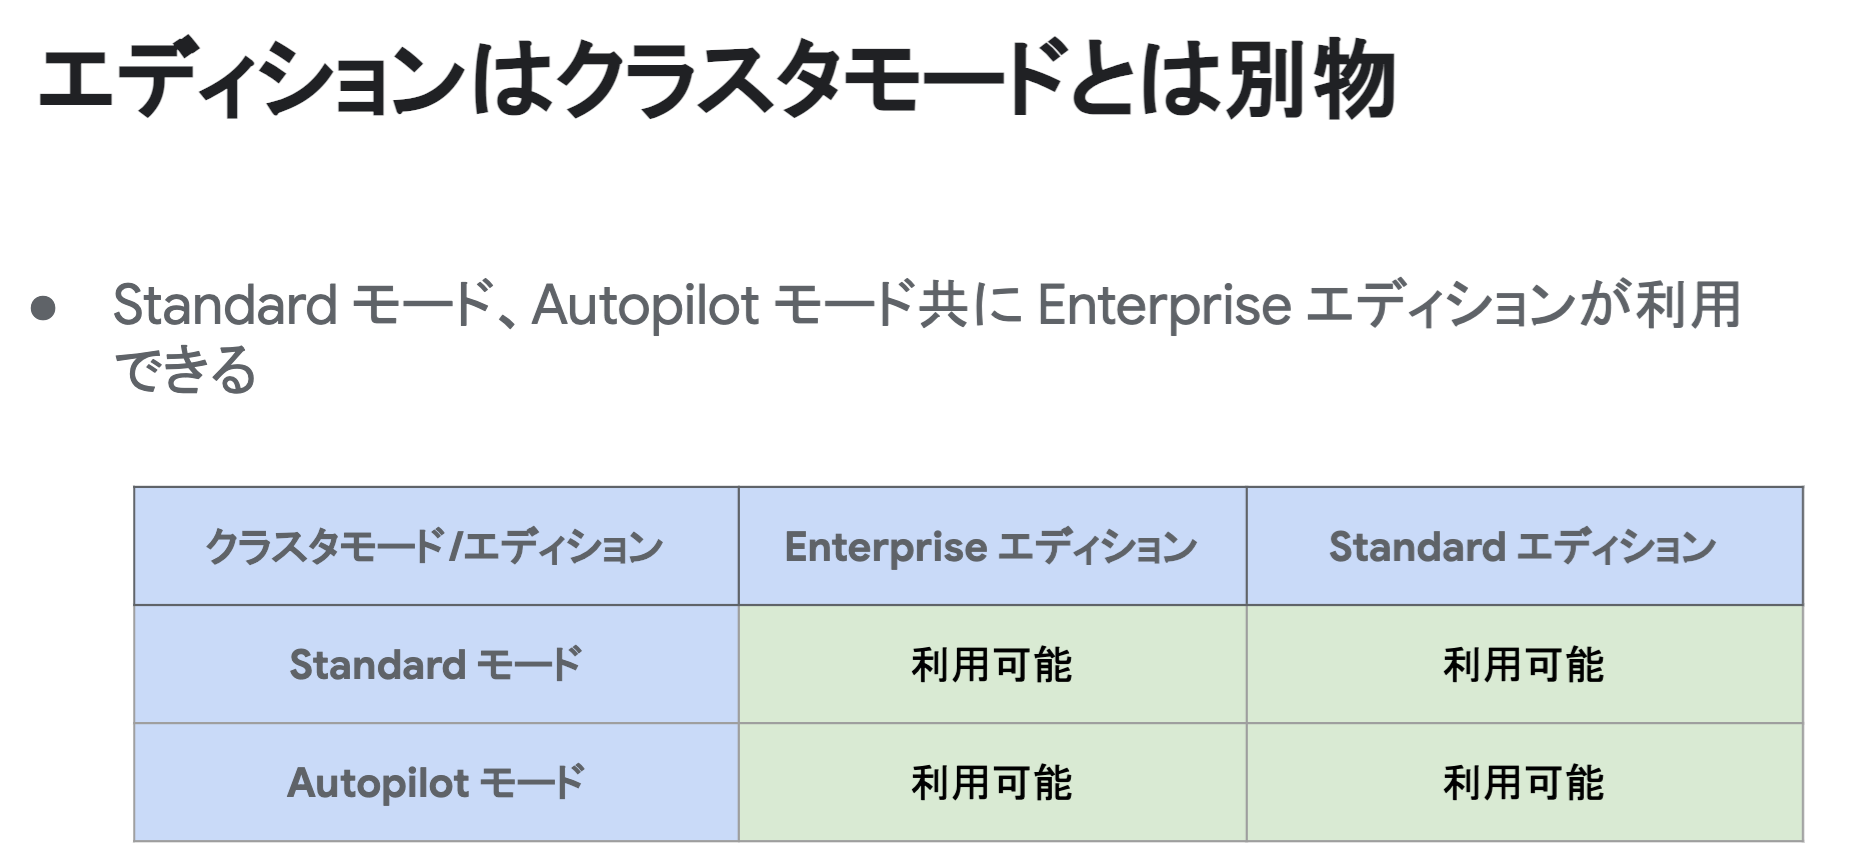 エディションはクラスタモードとは別物
● Standard モード、Autopilot モード共に Enterprise エディションが利用
できる
クラスタモード/エディション Enterprise エディション Standard エディション
Standard モード 利用可能 利用可能
Autopilot モード 利用可能 利用可能